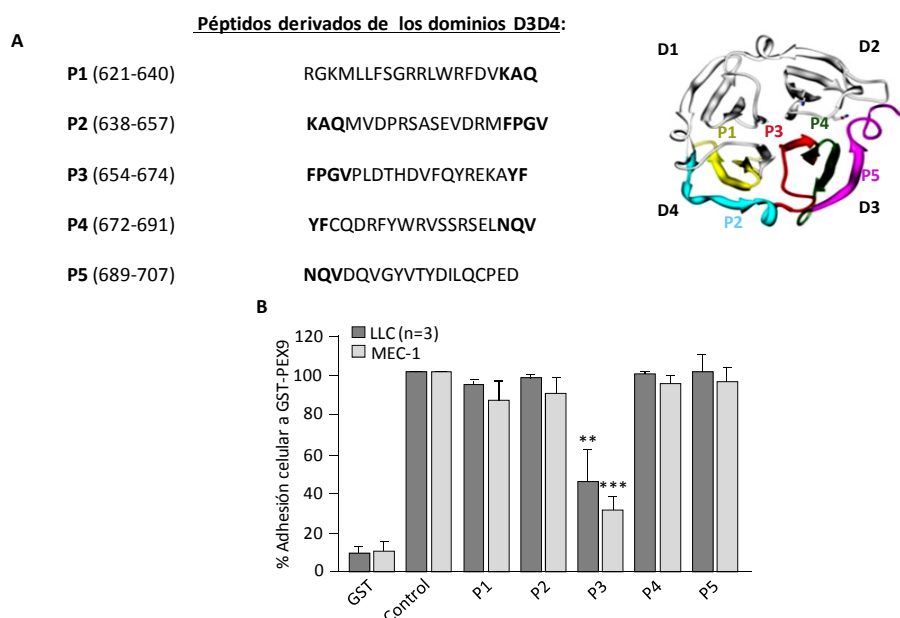 Péptidos derivados de los dominios D3D4:
A
P1 (621-640) RGKMLLFSGRRLWRFDVKAQ
P2 (638-657) KAQMVDPRSASEVDRMFPGV
P3 (654-674) FPGVPLDTHDVFQYREKAYF
P4 (672-691) YFCQDRFYWRVSSRSELNQV
P5 (689-707) NQVDQVGYVTYDILQCPED
D1 D2
P1 P3 P4
P5
D4 P2 D3
B
LLC (n=3)
MEC-1
% Adhesión celular a GST-PEX9
120
100
80
60
40
20
0
**
***
GST Control P1 P2 P3 P4 P5